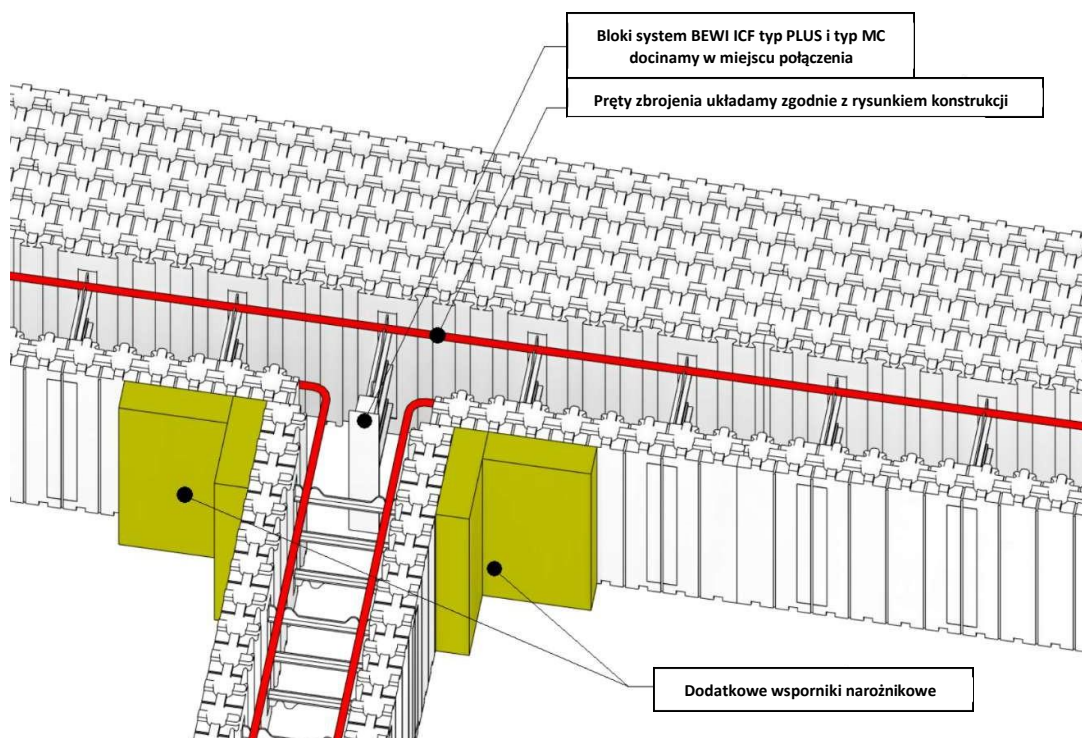 Bloki system BEWI ICF typ PLUS i typ MC
docinamy w miejscu połączenia
Pręty zbrojenia układamy zgodnie z rysunkiem konstrukcji
Dodatkowe wsporniki narożnikowe